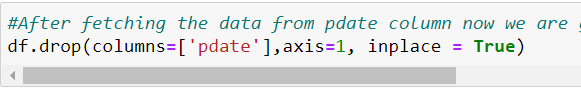 #After fetching the data from pdate column now we are
df.drop(columns=['pdate'],axis=1, inplace = True)